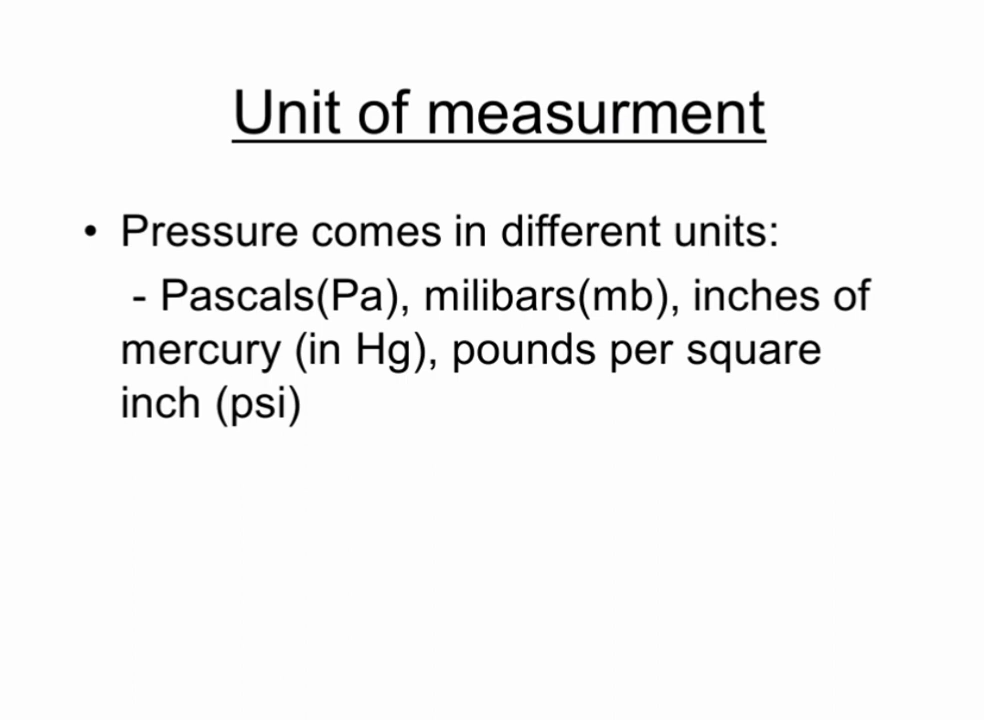 Unit of measurment
• Pressure comes in different units:
- Pascals(Pa), milibars(mb), inches of
mercury (in Hg), pounds per square
inch (psi)